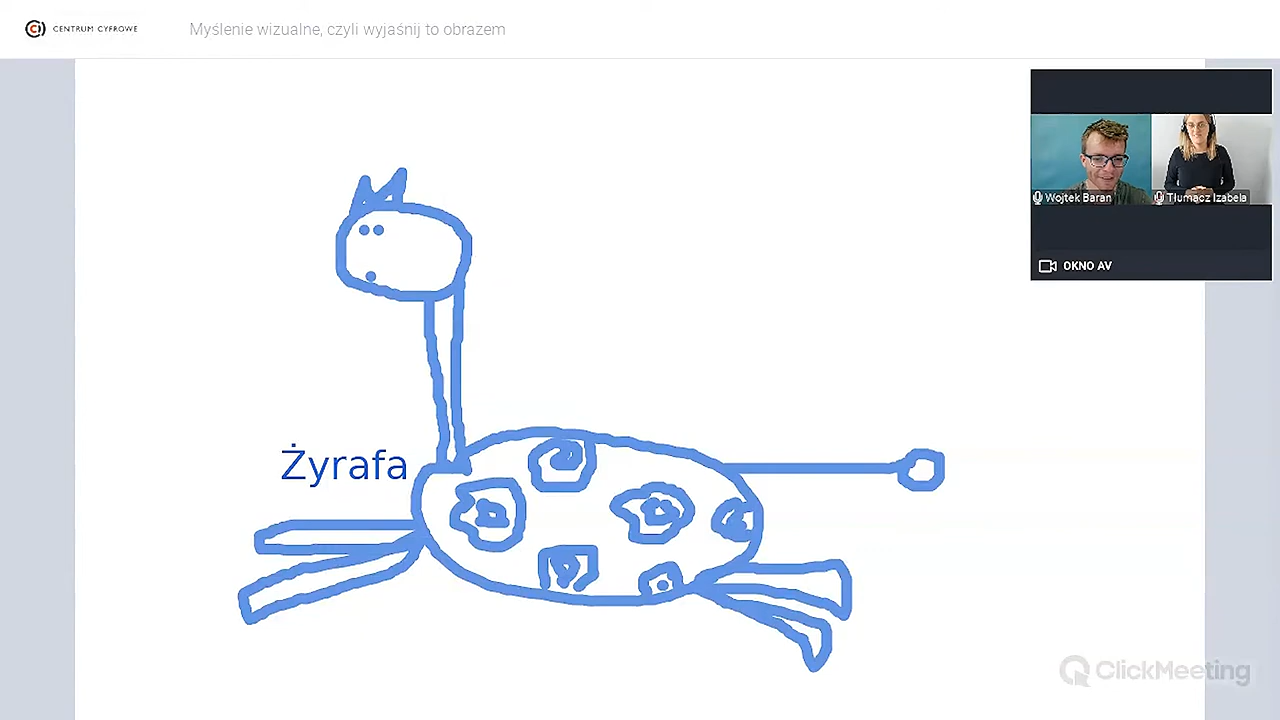 CENTRUM CYFROWE
Myślenie wizualne, czyli wyjaśnij to obrazem
Wojtek Baran
Tłumacz Izabela
OKNO AV
Żyrafa
ClickMeeting